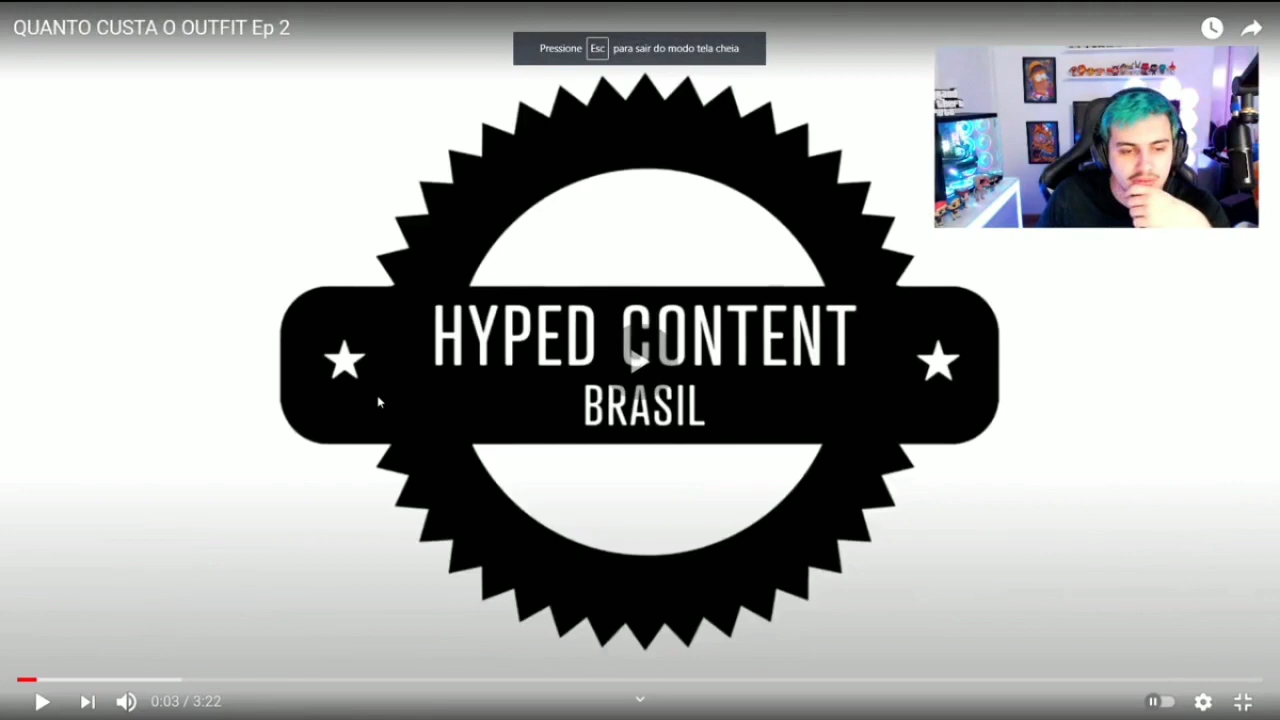 QUANTO CUSTA O OUTFIT Ep 2
Pressione Esc para sair do modo tela cheia
HYPED CONTENT
BRASIL
0:03 / 3:22